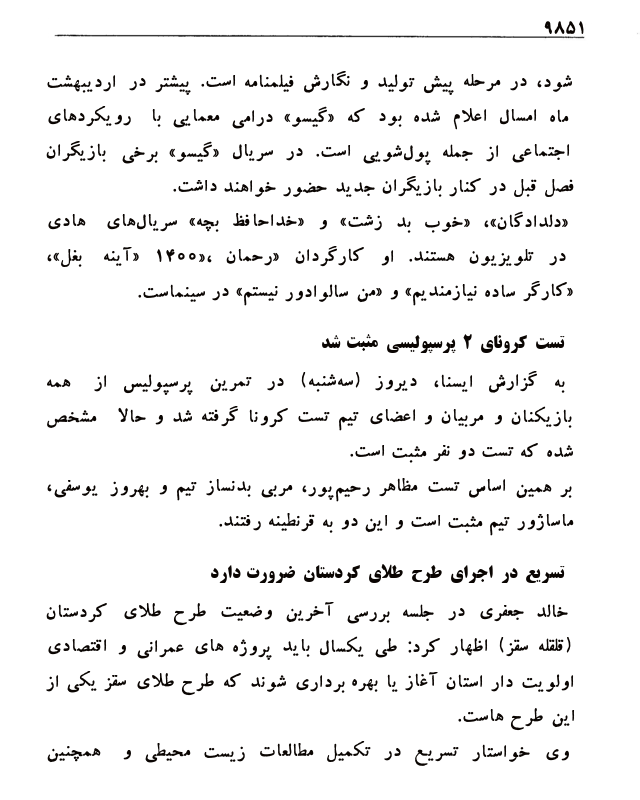 ۹۸۵۱
شود، در مرحله پیش تولید و نگارش فیلمنامه است. پیشتر در اردیبهشت
ماه امسال اعلام شده بود که «گیسو» درامی معمایی با رویکردهای
اجتماعی از جمله پول‌شویی است. در سریال «گیسو» برخی بازیگران
فصل قبل در کنار بازیگران جدید حضور خواهند داشت.
«دلدادگان»، «خوب بد زشت» و «خداحافظ بچه» سریال‌های هادی
در تلویزیون هستند. او کارگردان «رحمان ،«۱۴۰۰ «آینه بغل»،
«کارگر ساده نیازمندیم» و «من سالوادور نیستم» در سینماست.
تست کرونای ۲ پرسپولیسی مثبت شد
به گزارش ایسنا، دیروز (سه‌شنبه) در تمرین پرسپولیس از همه
بازیکنان و مربیان و اعضای تیم تست کرونا گرفته شد و حالا مشخص
شده که تست دو نفر مثبت است.
بر همین اساس تست مظاهر رحیم‌پور، مربی بدنساز تیم و بهروز یوسفی،
ماساژور تیم مثبت است و این دو به قرنطینه رفتند.
تسریع در اجرای طرح طلای کردستان ضرورت دارد
خالد جعفری در جلسه بررسی آخرین وضعیت طرح طلای کردستان
(قلقله سقز) اظهار کرد: طی یکسال باید پروژه های عمرانی و اقتصادی
اولویت دار استان آغاز یا بهره برداری شوند که طرح طلای سقز یکی از
این طرح هاست.
وی خواستار تسریع در تکمیل مطالعات زیست محیطی و همچنین